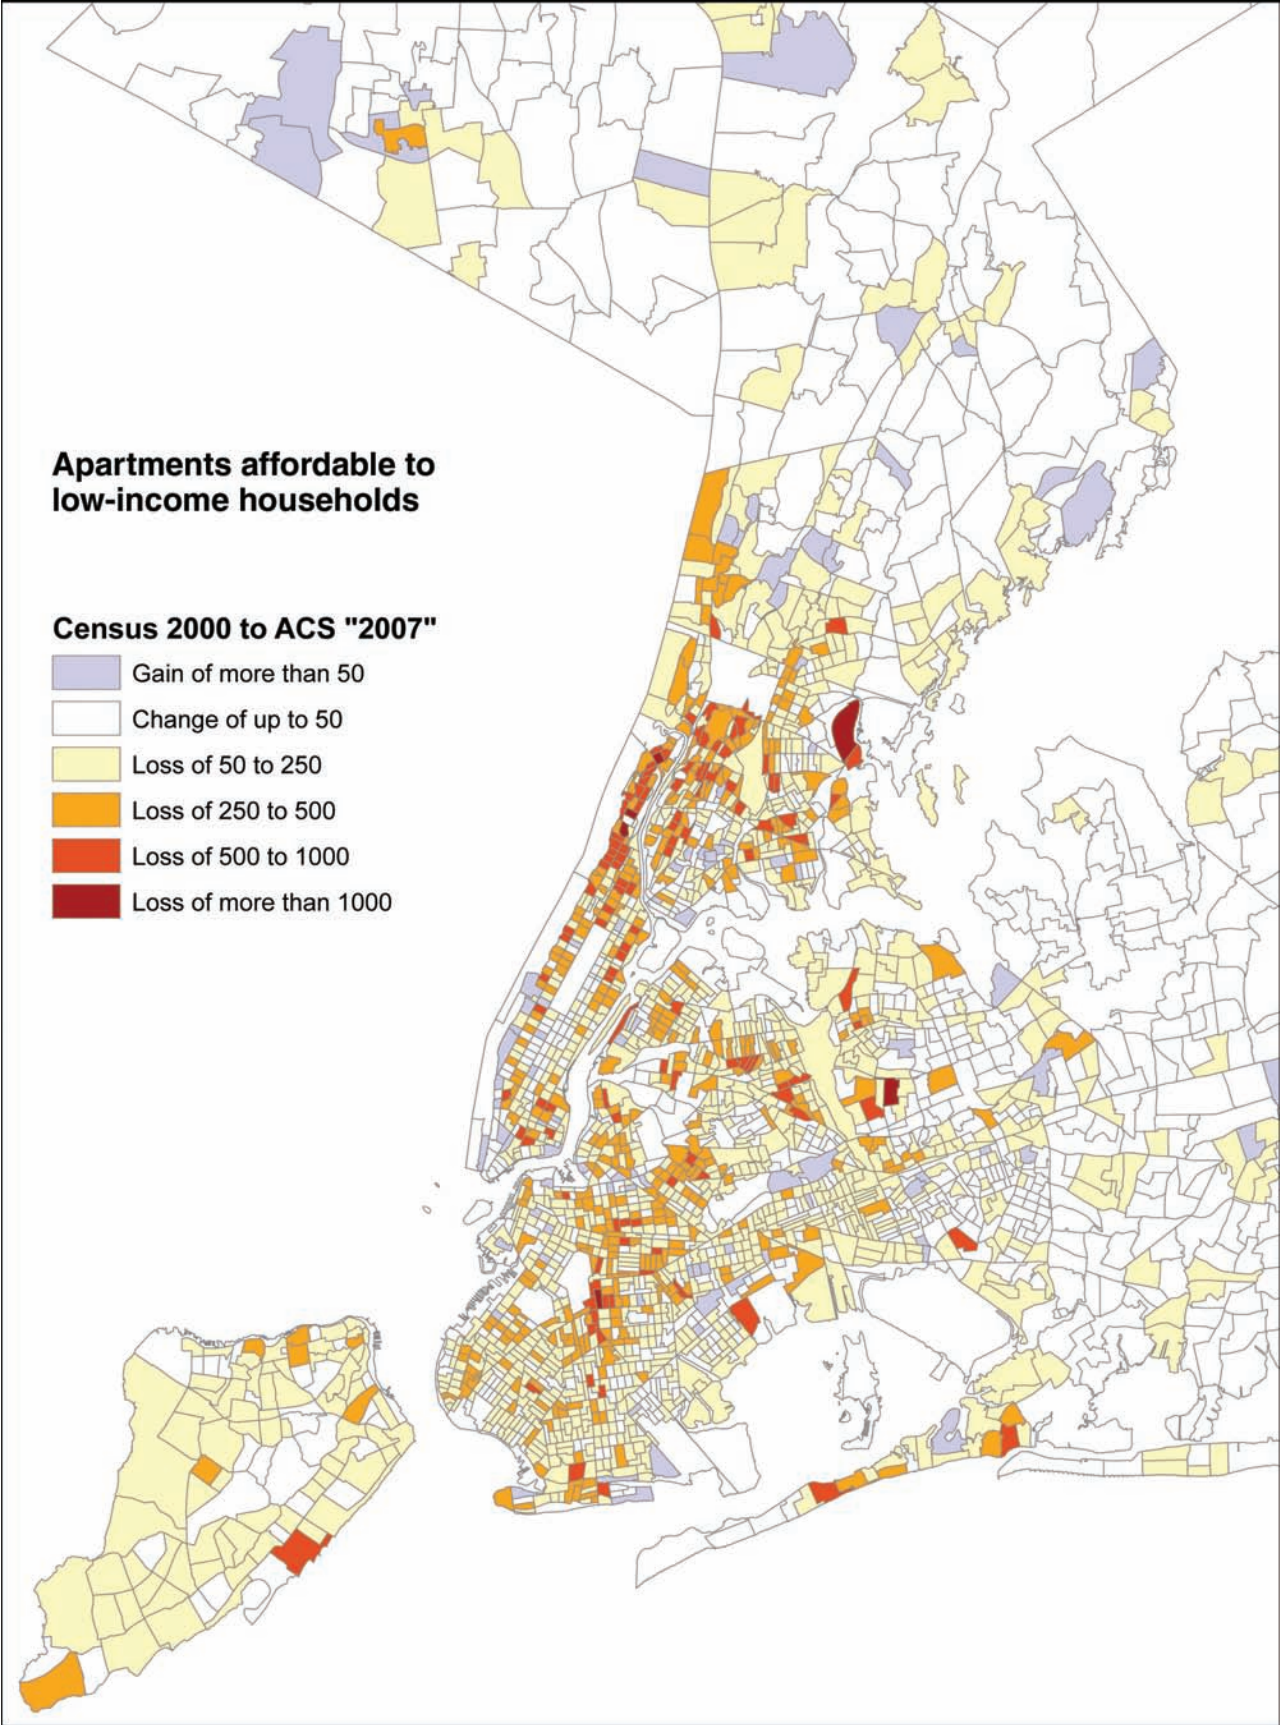 Apartments affordable to
low-income households
Census 2000 to ACS "2007"
Gain of more than 50
Change of up to 50
Loss of 50 to 250
Loss of 250 to 500
Loss of 500 to 1000
Loss of more than 1000